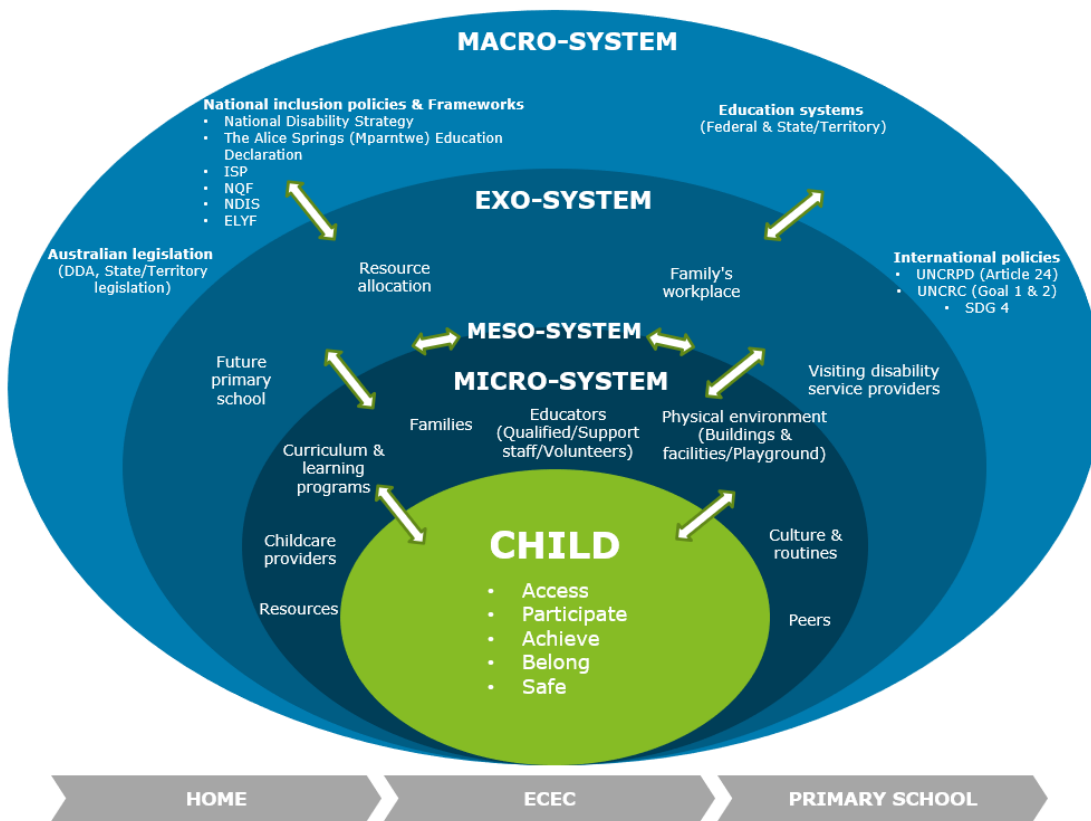 MACRO-SYSTEM
National inclusion policies & Frameworks
• National Disability Strategy
• The Alice Springs (Mparntwe) Education
Declaration
• ISP
• NQF
• NDIS
• ELYF
Education systems
(Federal & State/Territory)
Australian legislation
(DDA, State/Territory
legislation)
International policies
• UNCRPD (Article 24)
• UNCRC (Goal 1 & 2)
• SDG 4
EXO-SYSTEM
Resource
allocation
Family's
workplace
Future
primary
school
Visiting disability
service providers
MESO-SYSTEM
MICRO-SYSTEM
Families
Educators
(Qualified/Support
staff/Volunteers)
Physical environment
(Buildings &
facilities/Playground)
Curriculum &
learning
programs
Childcare
providers
Resources
Culture &
routines
Peers
CHILD
• Access
• Participate
• Achieve
• Belong
• Safe
HOME
ECEC
PRIMARY SCHOOL